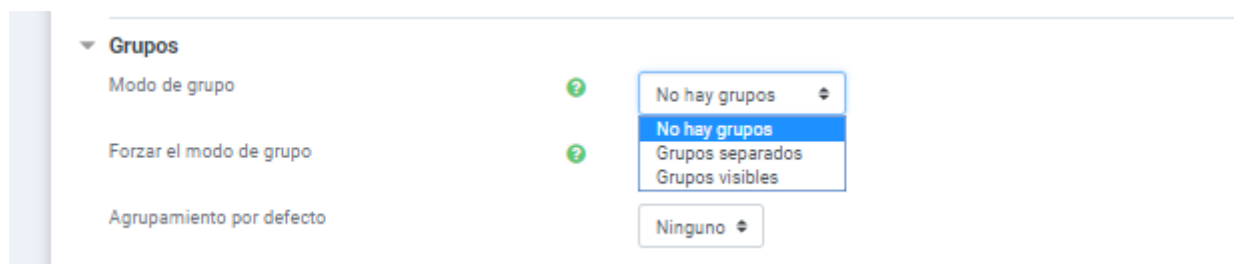 Grupos
Modo de grupo
No hay grupos
No hay grupos
Grupos separados
Grupos visibles
Forzar el modo de grupo
Agrupamiento por defecto
Ninguno